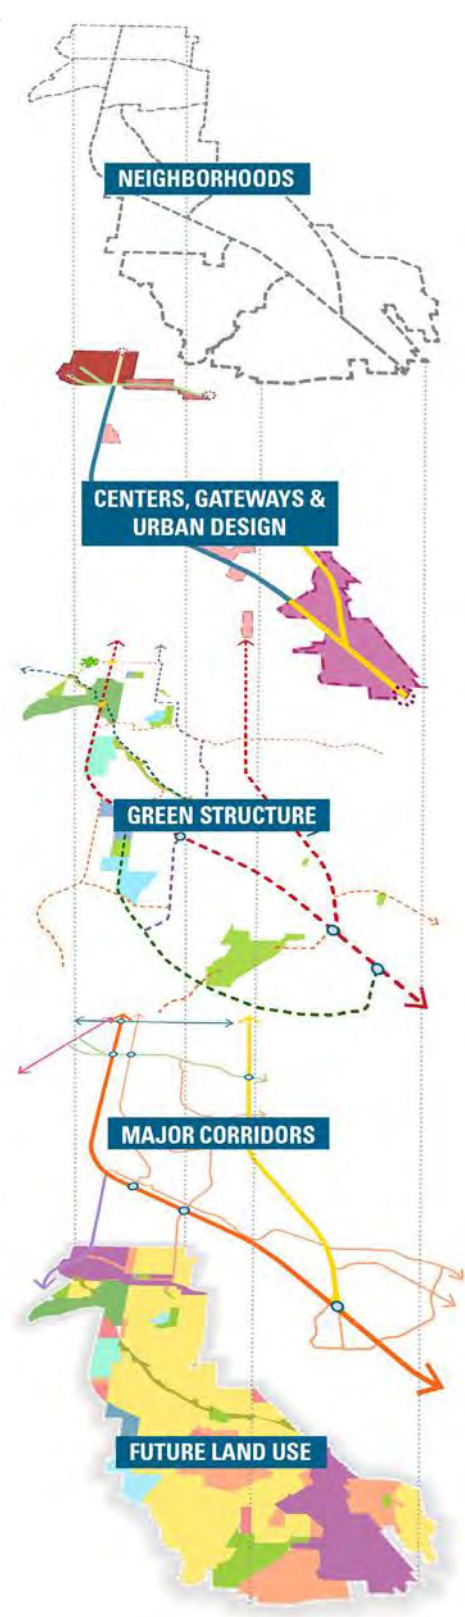 NEIGHBORHOODS
CENTERS, GATEWAYS &
URBAN DESIGN
GREEN STRUCTURE
MAJOR CORRIDORS
FUTURE LAND USE